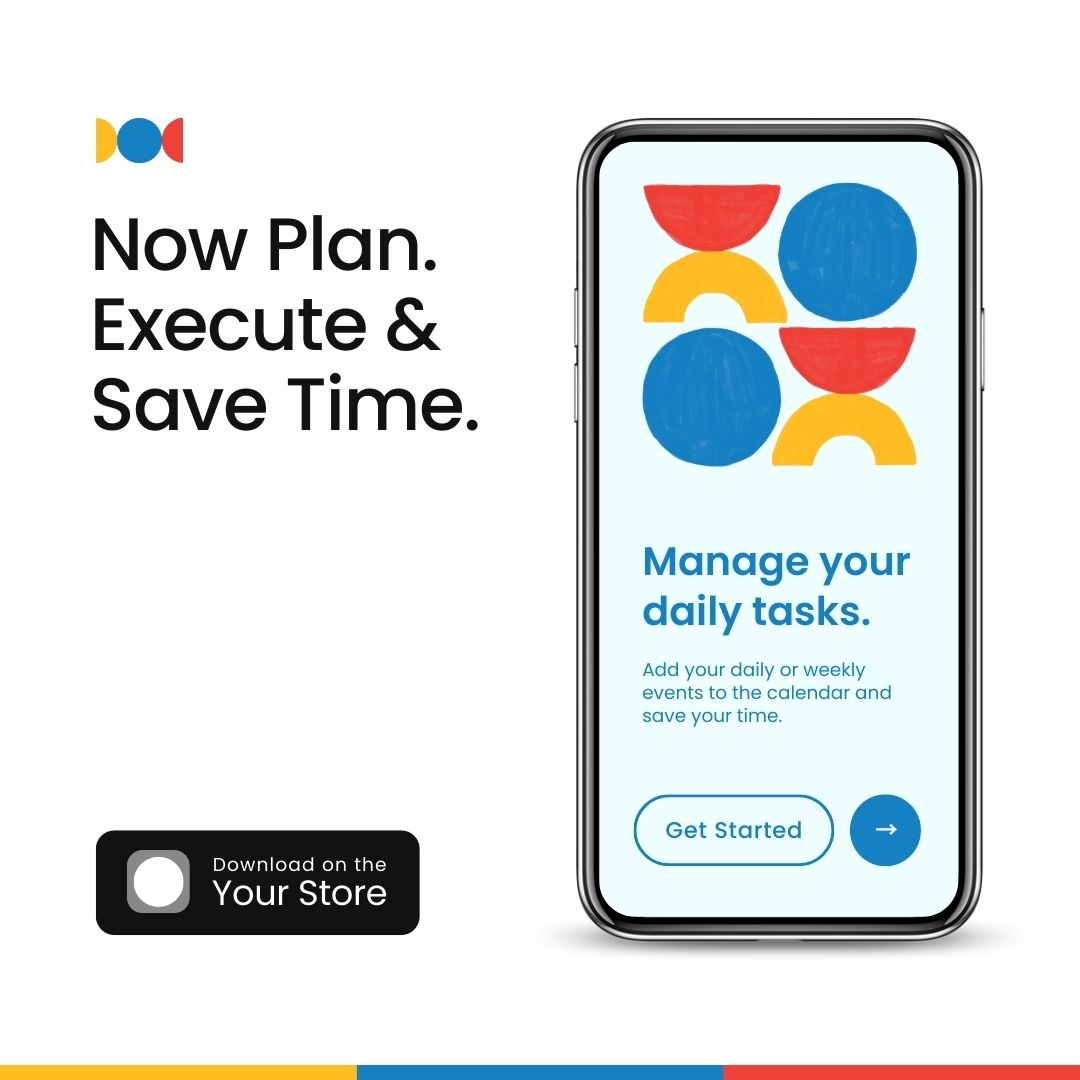 Now Plan.
Execute &
Save Time.
Download on the
Your Store
Manage your
daily tasks.
Add your daily or weekly
events to the calendar and
save your time.
Get Started
→